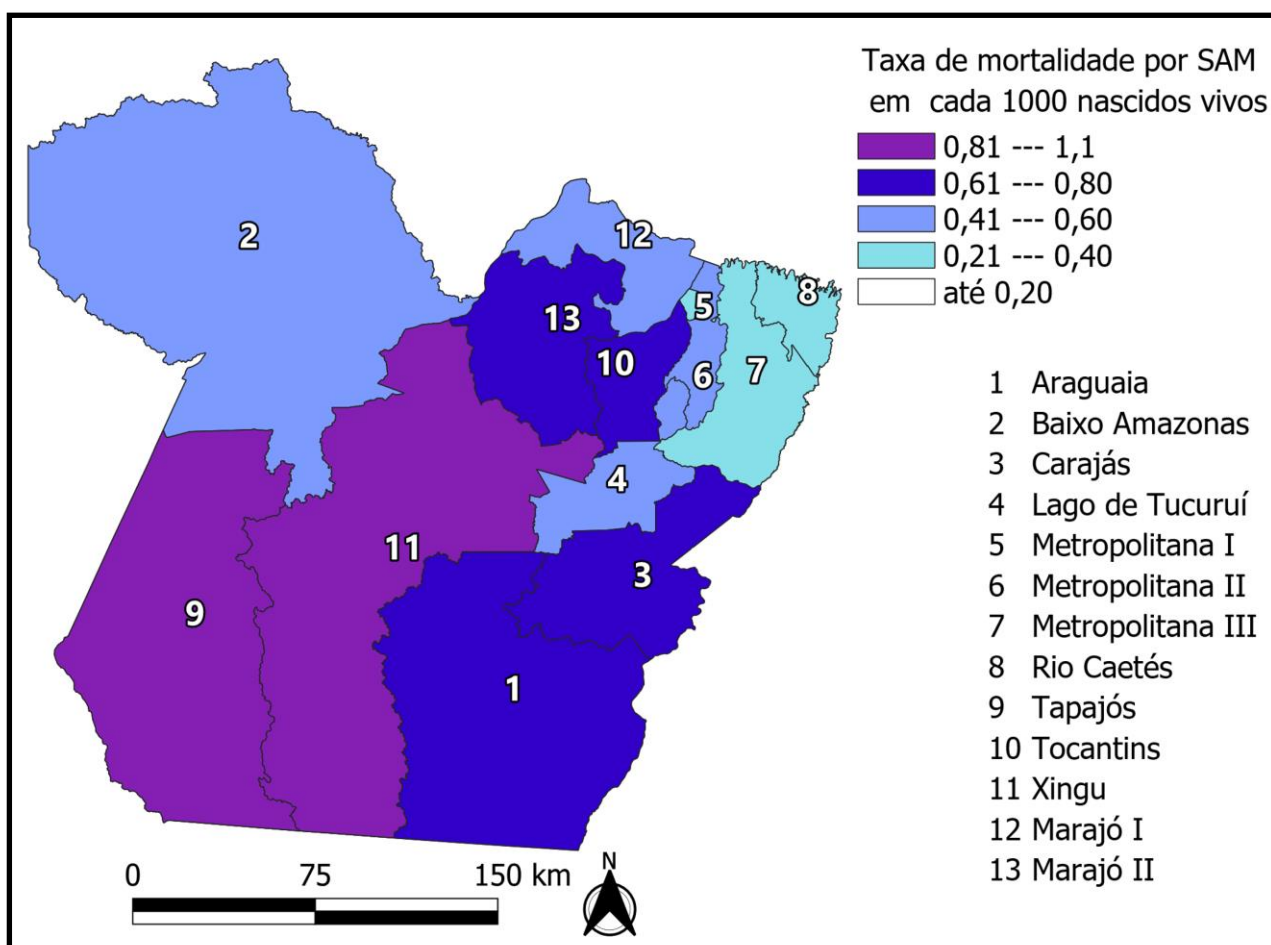 Taxa de mortalidade por SAM
em cada 1000 nascidos vivos
0,81 --- 1,1
0,61 --- 0,80
0,41 --- 0,60
0,21 --- 0,40
até 0,20
2
12
5
8
13
10
6
7
4
11
3
9
1
1 Araguaia
2 Baixo Amazonas
3 Carajás
4 Lago de Tucuruí
5 Metropolitana I
6 Metropolitana II
7 Metropolitana III
8 Rio Caetés
9 Tapajós
10 Tocantins
11 Xingu
12 Marajó I
13 Marajó II
0 75 150 km
N